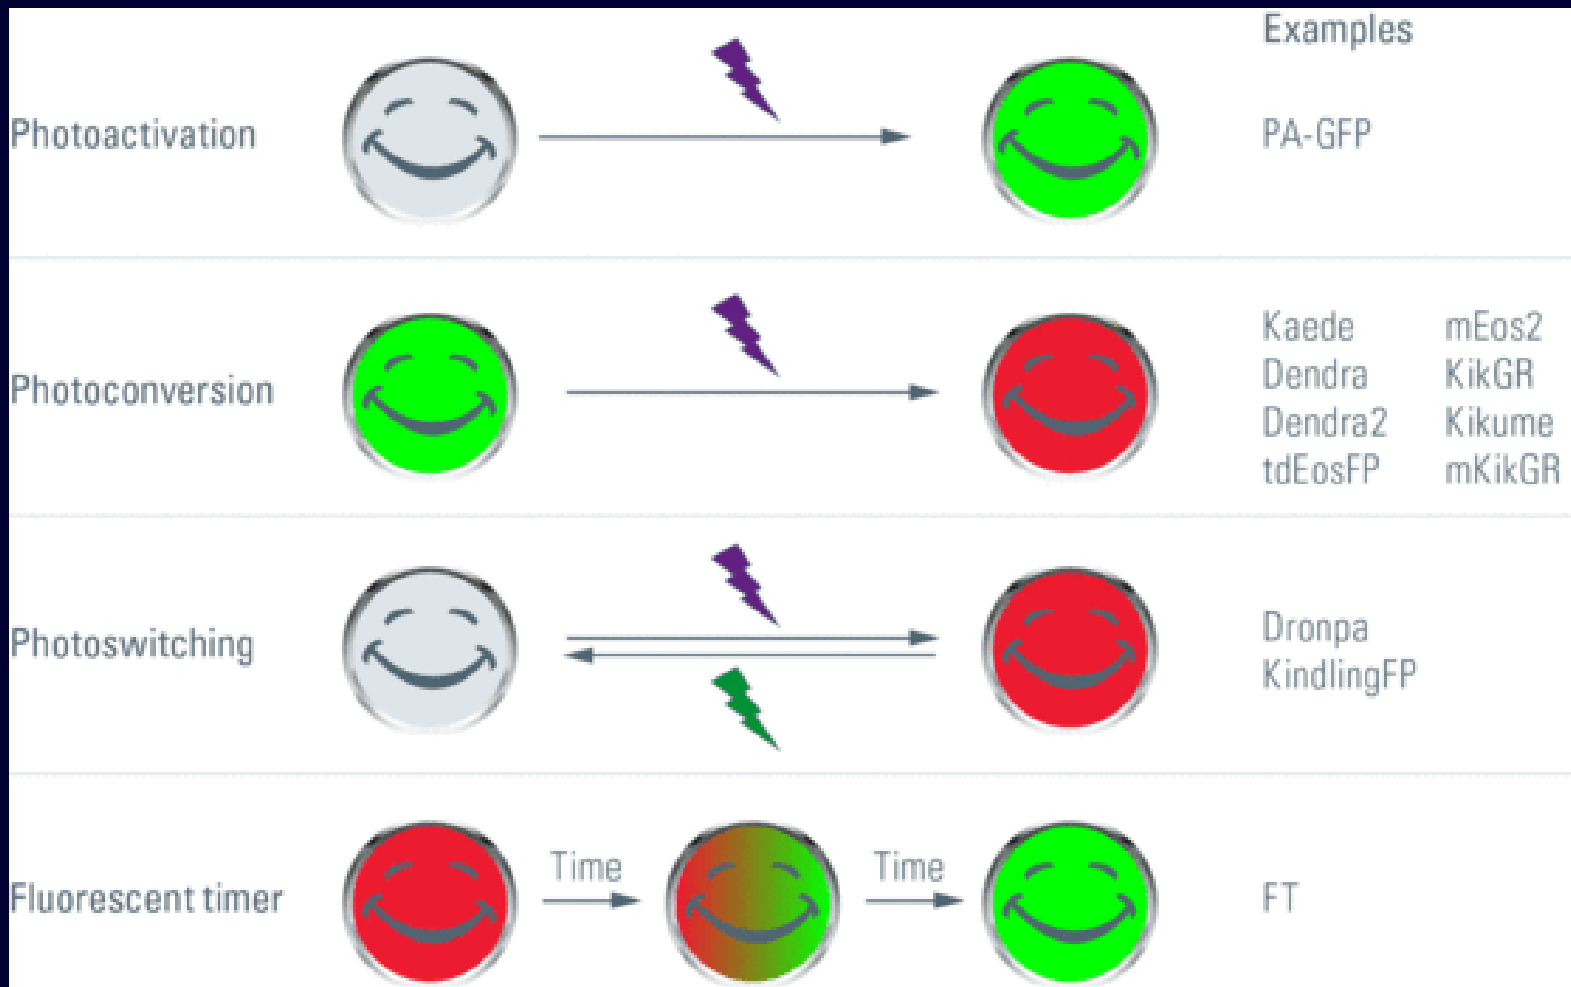 Examples
Photoactivation PA-GFP
Kaede mEos2
Dendra KikGR
Photoconversion
Dendra2 Kikume
tdEosFP mKikGR
Dronpa
Photoswitching
KindlingFP
Time Time
Fluorescent timer FT